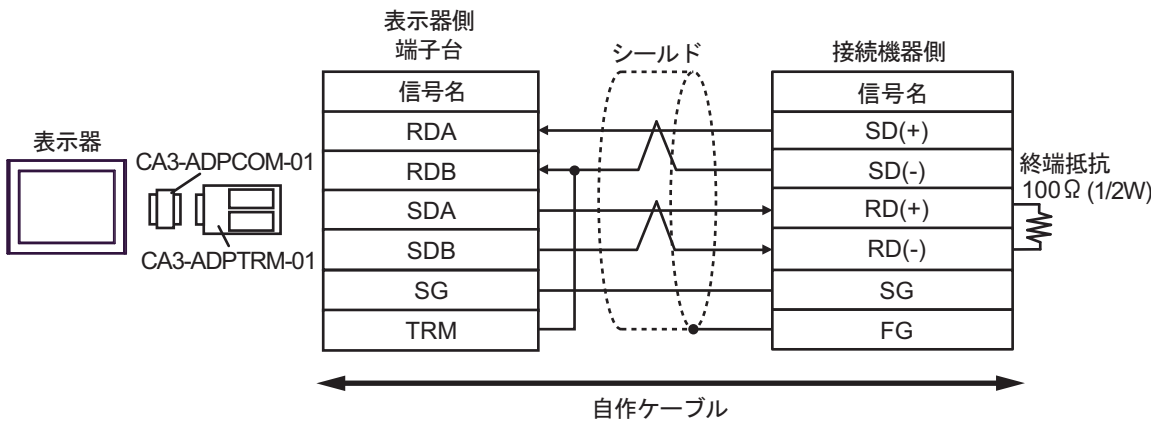 表示器
CA3-ADPCOM-01
CA3-ADPTRM-01
表示器側
端子台
信号名
RDA
RDB
SDA
SDB
SG
TRM
シールド
接続機器側
信号名
SD(+)
SD(-)
RD(+)
RD(-)
SG
FG
終端抵抗
100Ω (1/2W)
自作ケーブル